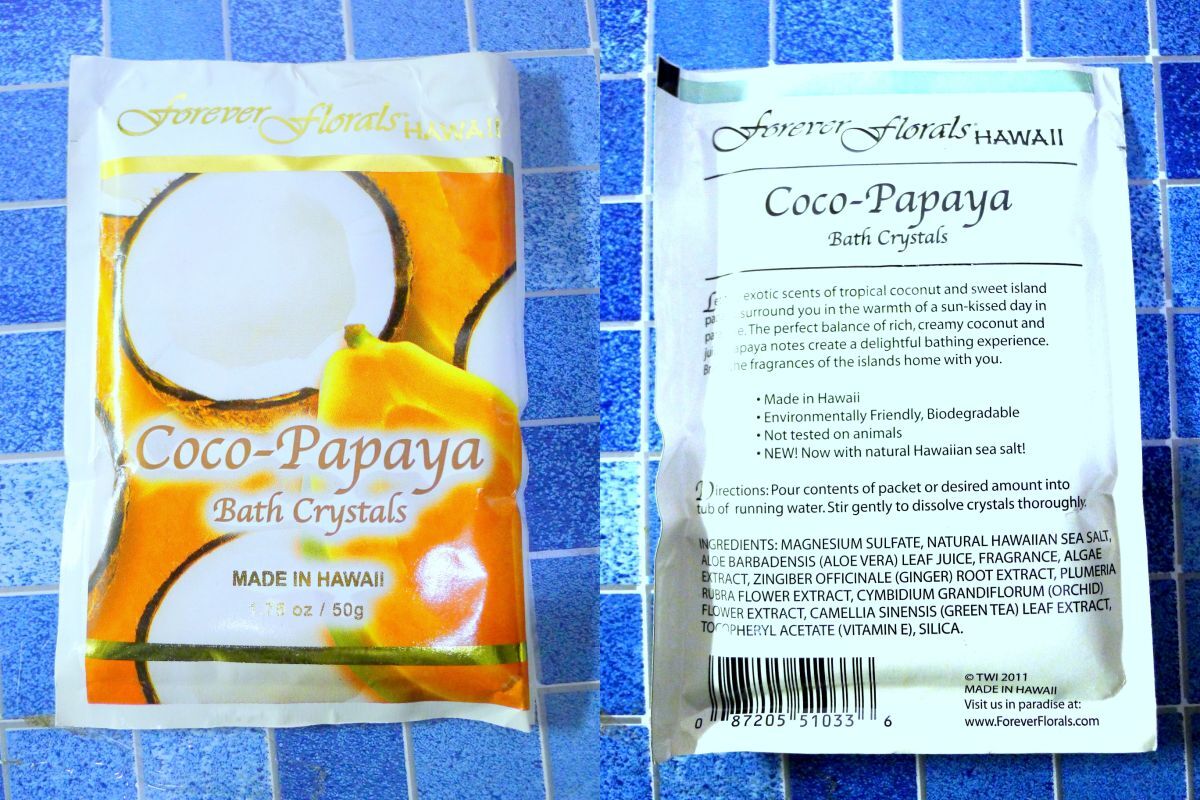 Forever Florals HAWAII
Coco-Papaya
Bath Crystals
MADE IN HAWAII
1.75 oz / 50g
Forever Florals HAWAII
Coco-Papaya
Bath Crystals
exotic scents of tropical coconut and sweet island
surround you in the warmth of a sun-kissed day in
The perfect balance of rich, creamy coconut and
notes create a delightful bathing experience.
fragrances of the islands home with you.
• Made in Hawaii
• Environmentally Friendly, Biodegradable
• Not tested on animals
• NEW! Now with natural Hawaiian sea salt!
Directions: Pour contents of packet or desired amount into
tub of running water. Stir gently to dissolve crystals thoroughly.
INGREDIENTS: MAGNESIUM SULFATE, NATURAL HAWAIIAN SEA SALT,
ALOE BARBADENSIS (ALOE VERA) LEAF JUICE, FRAGRANCE, ALGAE
EXTRACT, ZINGIBER OFFICINALE (GINGER) ROOT EXTRACT, PLUMERIA
RUBRA FLOWER EXTRACT, CYMBIDIUM GRANDIFLORUM (ORCHID)
FLOWER EXTRACT, CAMELLIA SINENSIS (GREEN TEA) LEAF EXTRACT,
TOCOPHERYL ACETATE (VITAMIN E), SILICA.
0 87205 51033 6
© TWI 2011
MADE IN HAWAII
Visit us in paradise at:
www.ForeverFlorals.com